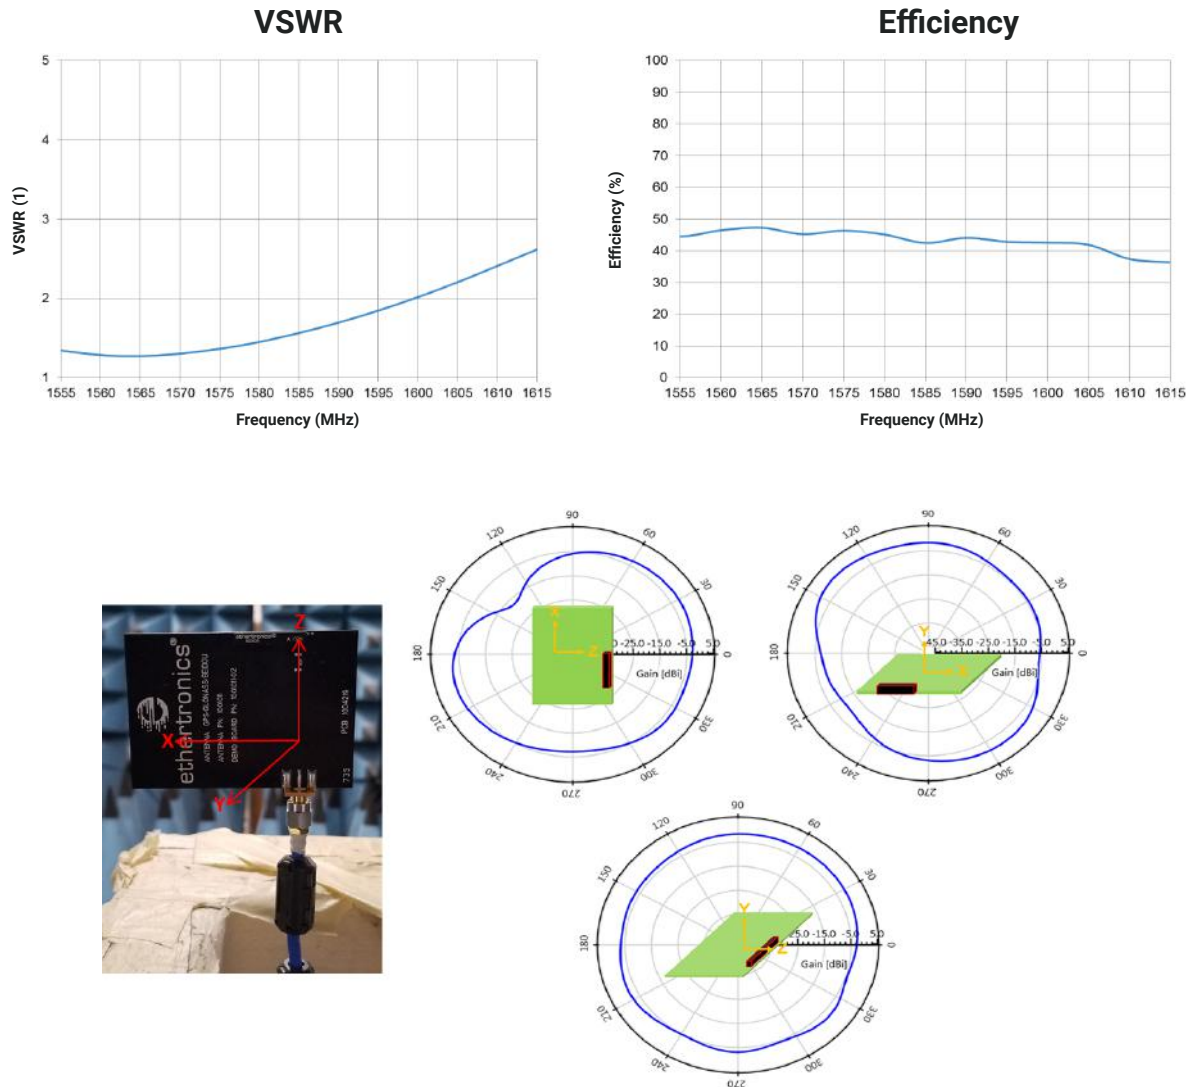 VSWR
Efficiency
5
4
3
2
1
VSWR (1)
1555 1560 1565 1570 1575 1580 1585 1590 1595 1600 1605 1610 1615
Frequency (MHz)
100
90
80
70
60
50
40
30
20
10
0
Efficiency (%)
1555 1560 1565 1570 1575 1580 1585 1590 1595 1600 1605 1610 1615
Frequency (MHz)
ethertronics®
ANTENNA GPS-GLONASS-BEIDOU
PCB
735
Z
X
Y
90
120
60
150
30
180
0
210
330
240
300
270
X
Z
-25.0 -15.0 -5.0 5.0
Gain [dBi]
90
120
60
150
30
180
0
210
330
240
300
270
Y
X
-45.0 -35.0 -25.0 -15.0 -5.0 5.0
Gain [dBi]
90
120
60
150
30
180
0
210
330
240
300
270
Y
Z
-25.0 -15.0 -5.0 5.0
Gain [dBi]